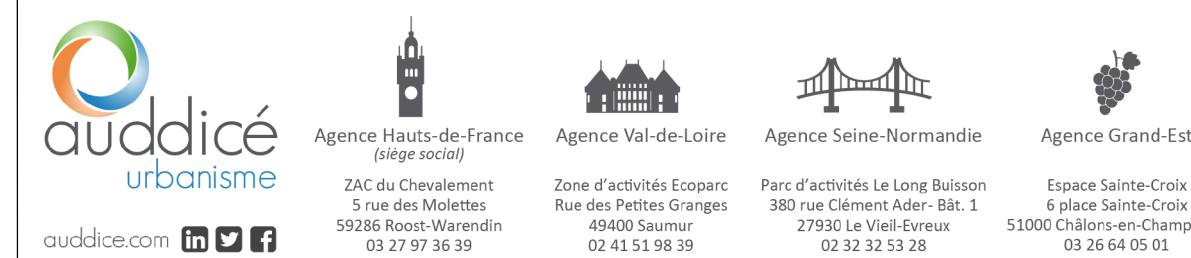 auddicé
urbanisme
auddice.com
Agence Hauts-de-France
(siège social)
ZAC du Chevalement
5 rue des Molettes
59286 Roost-Warendin
03 27 97 36 39
Agence Val-de-Loire
Zone d'activités Ecoparc
Rue des Petites Granges
49400 Saumur
02 41 51 98 39
Agence Seine-Normandie
Parc d'activités Le Long Buisson
380 rue Clément Ader- Bât. 1
27930 Le Vieil-Evreux
02 32 32 53 28
Agence Grand-Est
Espace Sainte-Croix
6 place Sainte-Croix
51000 Châlons-en-Champ
03 26 64 05 01